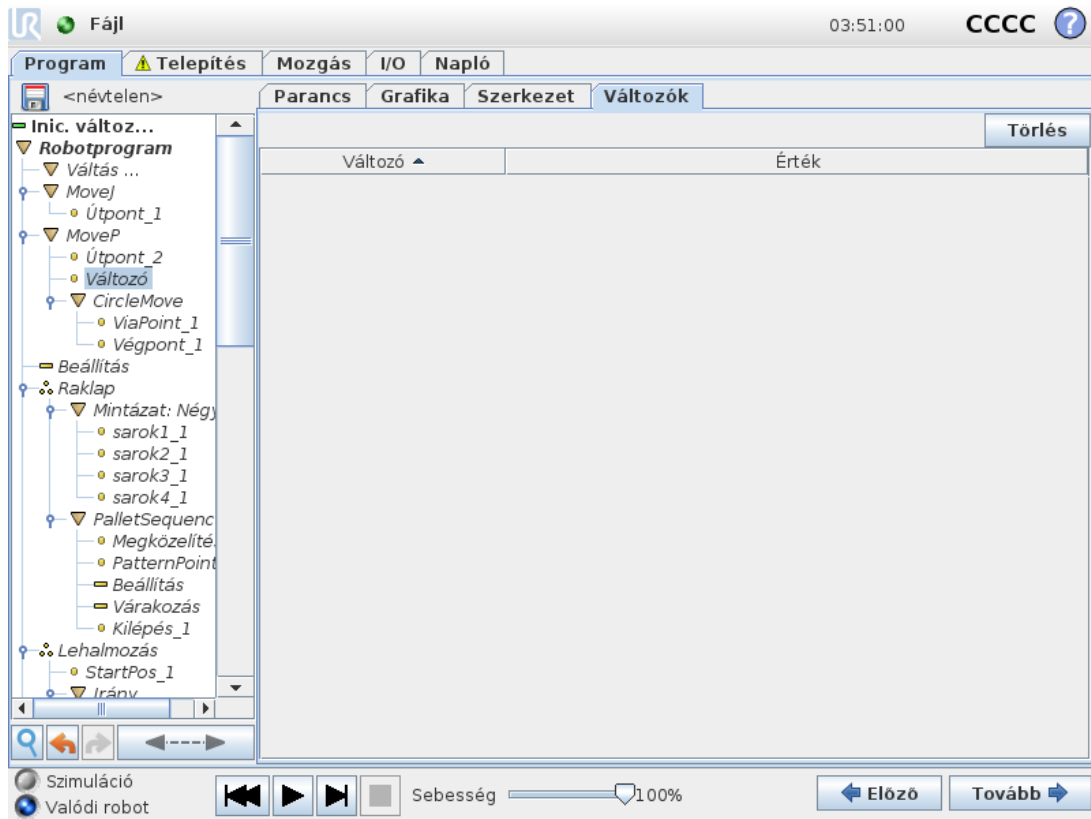 Fájl 03:51:00 CCCC ?
Program Telepítés Mozgás I/O Napló
<névtelen> Parancs Grafika Szerkezet Változók
Törlés
Változó Érték
Inic. változ...
Robotprogram
Váltás ...
MoveJ
Útpont_1
MoveP
Útpont_2
Változó
CircleMove
ViaPoint_1
Végpont_1
Beállítás
Raklap
Mintázat: Négy
sarok1_1
sarok2_1
sarok3_1
sarok4_1
PalletSequenc
Megközelíté
PatternPoint
Beállítás
Várakozás
Kilépés_1
Lehalmozás
StartPos_1
Irány
Szimuláció
Valódi robot
Sebesség 100%
Előző Tovább